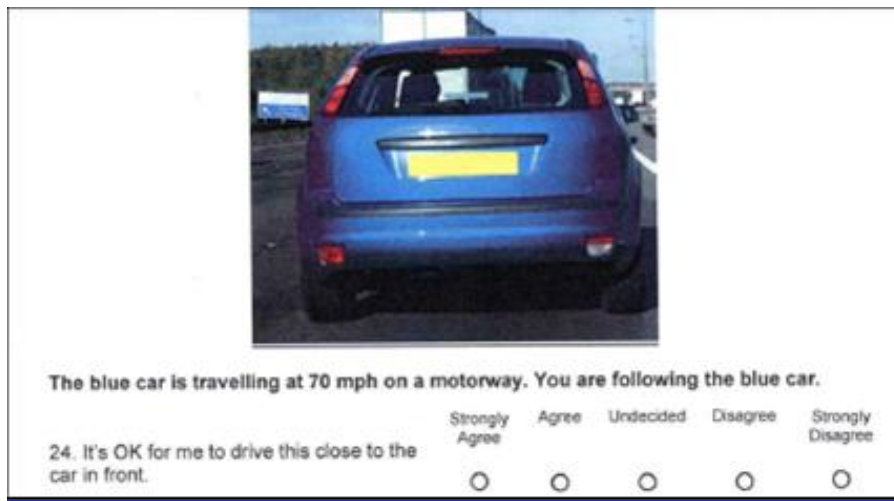 The blue car is travelling at 70 mph on a motorway. You are following the blue car.
Strongly Agree Undecided Disagree Strongly
Agree Disagree
24. It's OK for me to drive this close to the
car in front.